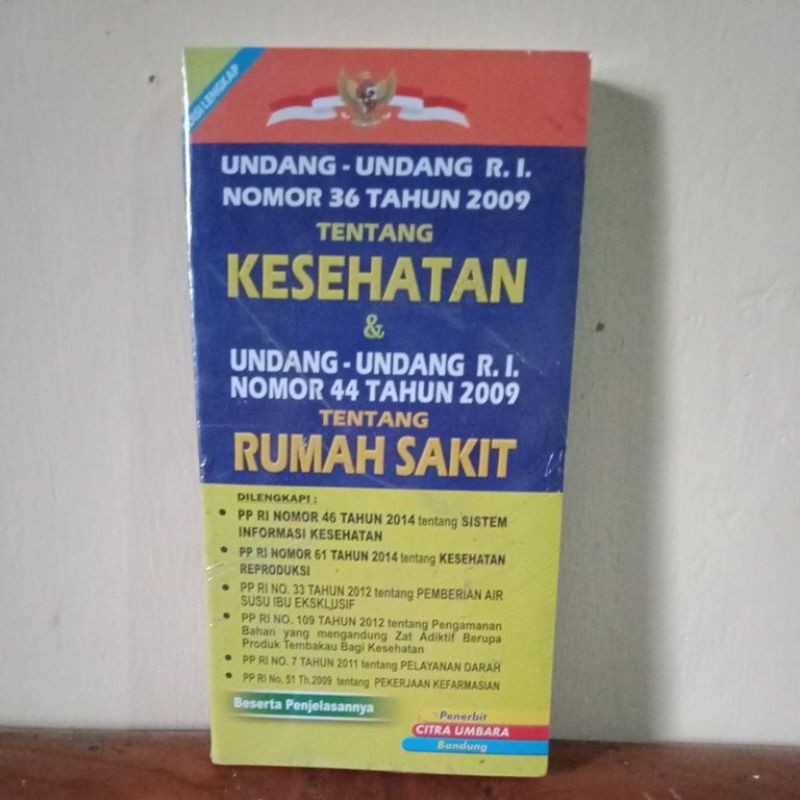 EDISI LENGKAP
UNDANG - UNDANG R. I.
NOMOR 36 TAHUN 2009
TENTANG
KESEHATAN
&
UNDANG - UNDANG R. I.
NOMOR 44 TAHUN 2009
TENTANG
RUMAH SAKIT
DILENGKAPI :
• PP RI NOMOR 46 TAHUN 2014 tentang SISTEM
INFORMASI KESEHATAN
• PP RI NOMOR 61 TAHUN 2014 tentang KESEHATAN
REPRODUKSI
• PP RI NO. 33 TAHUN 2012 tentang PEMBERIAN AIR
SUSU IBU EKSKLUSIF
• PP RI NO. 109 TAHUN 2012 tentang Pengamanan
Bahan yang mengandung Zat Adiktif Berupa
Produk Tembakau Bagi Kesehatan
• PP RI NO. 7 TAHUN 2011 tentang PELAYANAN DARAH
• PP RI No. 51 Th.2009 tentang PEKERJAAN KEFARMASIAN
Beserta Penjelasannya
Penerbit
CITRA UMBARA
Bandung